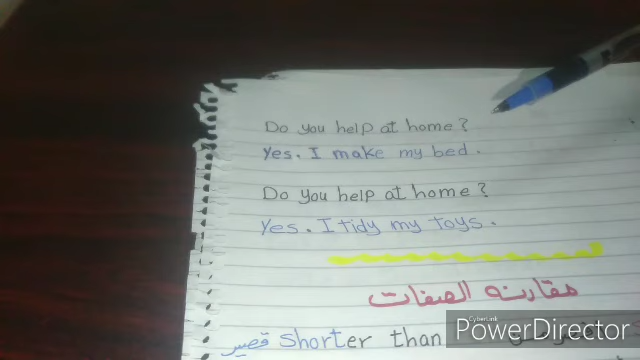 Do you help at home?
Yes. I make my bed.
Do you help at home?
Yes. I tidy my toys.
مقارنه الصفات
قصير shorter than
CyberLink
PowerDirector